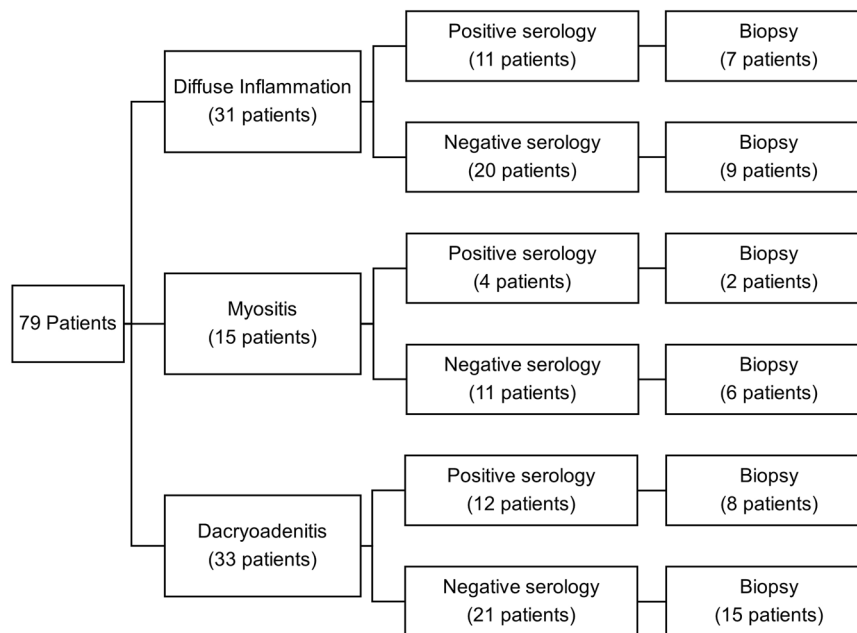 79 Patients
Diffuse Inflammation
(31 patients)
Positive serology
(11 patients)
Biopsy
(7 patients)
Negative serology
(20 patients)
Biopsy
(9 patients)
Myositis
(15 patients)
Positive serology
(4 patients)
Biopsy
(2 patients)
Negative serology
(11 patients)
Biopsy
(6 patients)
Dacryoadenitis
(33 patients)
Positive serology
(12 patients)
Biopsy
(8 patients)
Negative serology
(21 patients)
Biopsy
(15 patients)